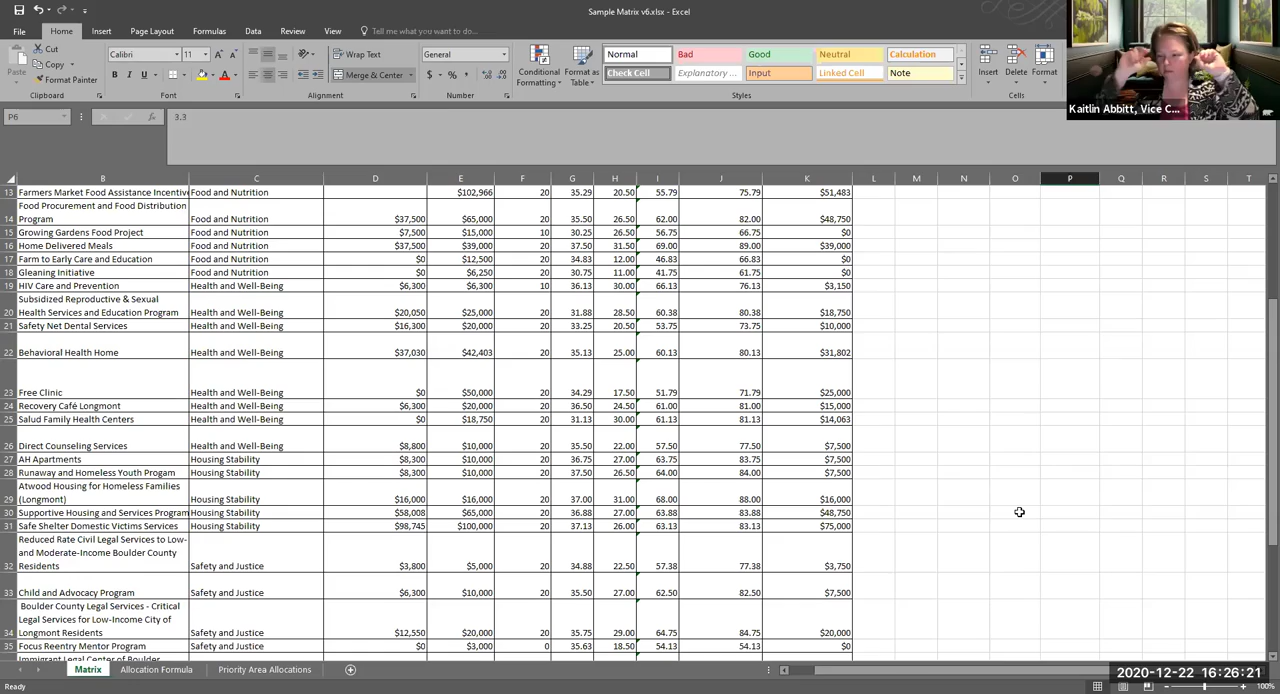 Sample Matrix v6.xlsx - Excel
File Home Insert Page Layout Formulas Data Review View Tell me what you want to do...
Paste Cut Copy Format Painter Clipboard
Calibri 11 B I U A Font
Wrap Text Merge & Center Alignment
General $ % , Number
Conditional Formatting Format as Table
Normal Bad Good Neutral Calculation
Check Cell Explanary ... Input Linked Cell Note
Styles
Insert Delete Format Cells
Kaitlin Abbitt, Vice C...
P6 fx 3.3
B C D E F G H I J K L M N O P Q R S T
13 Farmers Market Food Assistance Incentive Food and Nutrition $102,966 20 35.29 20.50 55.79 75.79 $51,483
Food Procurement and Food Distribution
14 Program Food and Nutrition $37,500 $65,000 20 35.50 26.50 62.00 82.00 $48,750
15 Growing Gardens Food Project Food and Nutrition $7,500 $15,000 10 30.25 26.50 56.75 66.75 $0
16 Home Delivered Meals Food and Nutrition $37,500 $39,000 20 37.50 31.50 69.00 89.00 $39,000
17 Farm to Early Care and Education Food and Nutrition $0 $12,500 20 34.83 12.00 46.83 66.83 $0
18 Gleaning Initiative Food and Nutrition $0 $6,250 20 30.75 11.00 41.75 61.75 $0
19 HIV Care and Prevention Health and Well-Being $6,300 $6,300 10 36.13 30.00 66.13 76.13 $3,150
Subsidized Reproductive & Sexual
20 Health Services and Education Program Health and Well-Being $20,050 $25,000 20 31.88 28.50 60.38 80.38 $18,750
21 Safety Net Dental Services Health and Well-Being $16,300 $20,000 20 33.25 20.50 53.75 73.75 $10,000
22 Behavioral Health Home Health and Well-Being $37,030 $42,403 20 35.13 25.00 60.13 80.13 $31,802
23 Free Clinic Health and Well-Being $0 $50,000 20 34.29 17.50 51.79 71.79 $25,000
24 Recovery Café Longmont Health and Well-Being $6,300 $20,000 20 36.50 24.50 61.00 81.00 $15,000
25 Salud Family Health Centers Health and Well-Being $0 $18,750 20 31.13 30.00 61.13 81.13 $14,063
26 Direct Counseling Services Health and Well-Being $8,800 $10,000 20 35.50 22.00 57.50 77.50 $7,500
27 AH Apartments Housing Stability $8,300 $10,000 20 36.75 27.00 63.75 83.75 $7,500
28 Runaway and Homeless Youth Progam Housing Stability $8,300 $10,000 20 37.50 26.50 64.00 84.00 $7,500
Atwood Housing for Homeless Families
29 (Longmont) Housing Stability $16,000 $16,000 20 37.00 31.00 68.00 88.00 $16,000
30 Supportive Housing and Services Program Housing Stability $58,008 $65,000 20 36.88 27.00 63.88 83.88 $48,750
31 Safe Shelter Domestic Victims Services Housing Stability $98,745 $100,000 20 37.13 26.00 63.13 83.13 $75,000
Reduced Rate Civil Legal Services to Low-
and Moderate-Income Boulder County
32 Residents Safety and Justice $3,800 $5,000 20 34.88 22.50 57.38 77.38 $3,750
33 Child and Advocacy Program Safety and Justice $6,300 $10,000 20 35.50 27.00 62.50 82.50 $7,500
Boulder County Legal Services - Critical
Legal Services for Low-Income City of
34 Longmont Residents Safety and Justice $12,550 $20,000 20 35.75 29.00 64.75 84.75 $20,000
35 Focus Reentry Mentor Program Safety and Justice $0 $3,000 0 35.63 18.50 54.13 54.13 $0
Immigrant Legal Center of Boulder
Matrix Allocation Formula Priority Area Allocations
2020-12-22 16:26:21
Ready 100%